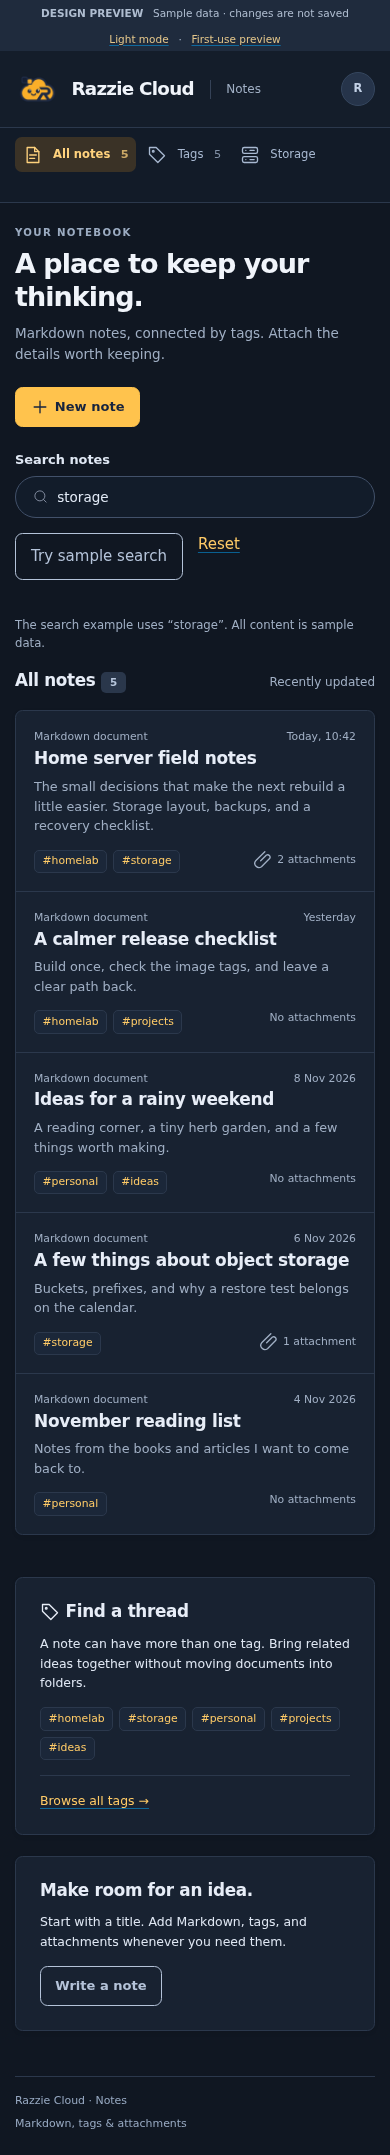 DESIGN PREVIEW Sample data · changes are not saved
Light mode · First-use preview
Razzie Cloud Notes R
All notes 5 Tags 5 Storage
YOUR NOTEBOOK
A place to keep your
thinking.
Markdown notes, connected by tags. Attach the
details worth keeping.
New note
Search notes
storage
Try sample search Reset
The search example uses “storage”. All content is sample
data.
All notes 5 Recently updated
Markdown document Today, 10:42
Home server field notes
The small decisions that make the next rebuild a
little easier. Storage layout, backups, and a
recovery checklist.
#homelab #storage 2 attachments
Markdown document Yesterday
A calmer release checklist
Build once, check the image tags, and leave a
clear path back.
#homelab #projects No attachments
Markdown document 8 Nov 2026
Ideas for a rainy weekend
A reading corner, a tiny herb garden, and a few
things worth making.
#personal #ideas No attachments
Markdown document 6 Nov 2026
A few things about object storage
Buckets, prefixes, and why a restore test belongs
on the calendar.
#storage 1 attachment
Markdown document 4 Nov 2026
November reading list
Notes from the books and articles I want to come
back to.
#personal No attachments
Find a thread
A note can have more than one tag. Bring related
ideas together without moving documents into
folders.
#homelab #storage #personal #projects
#ideas
Browse all tags →
Make room for an idea.
Start with a title. Add Markdown, tags, and
attachments whenever you need them.
Write a note
Razzie Cloud · Notes
Markdown, tags & attachments